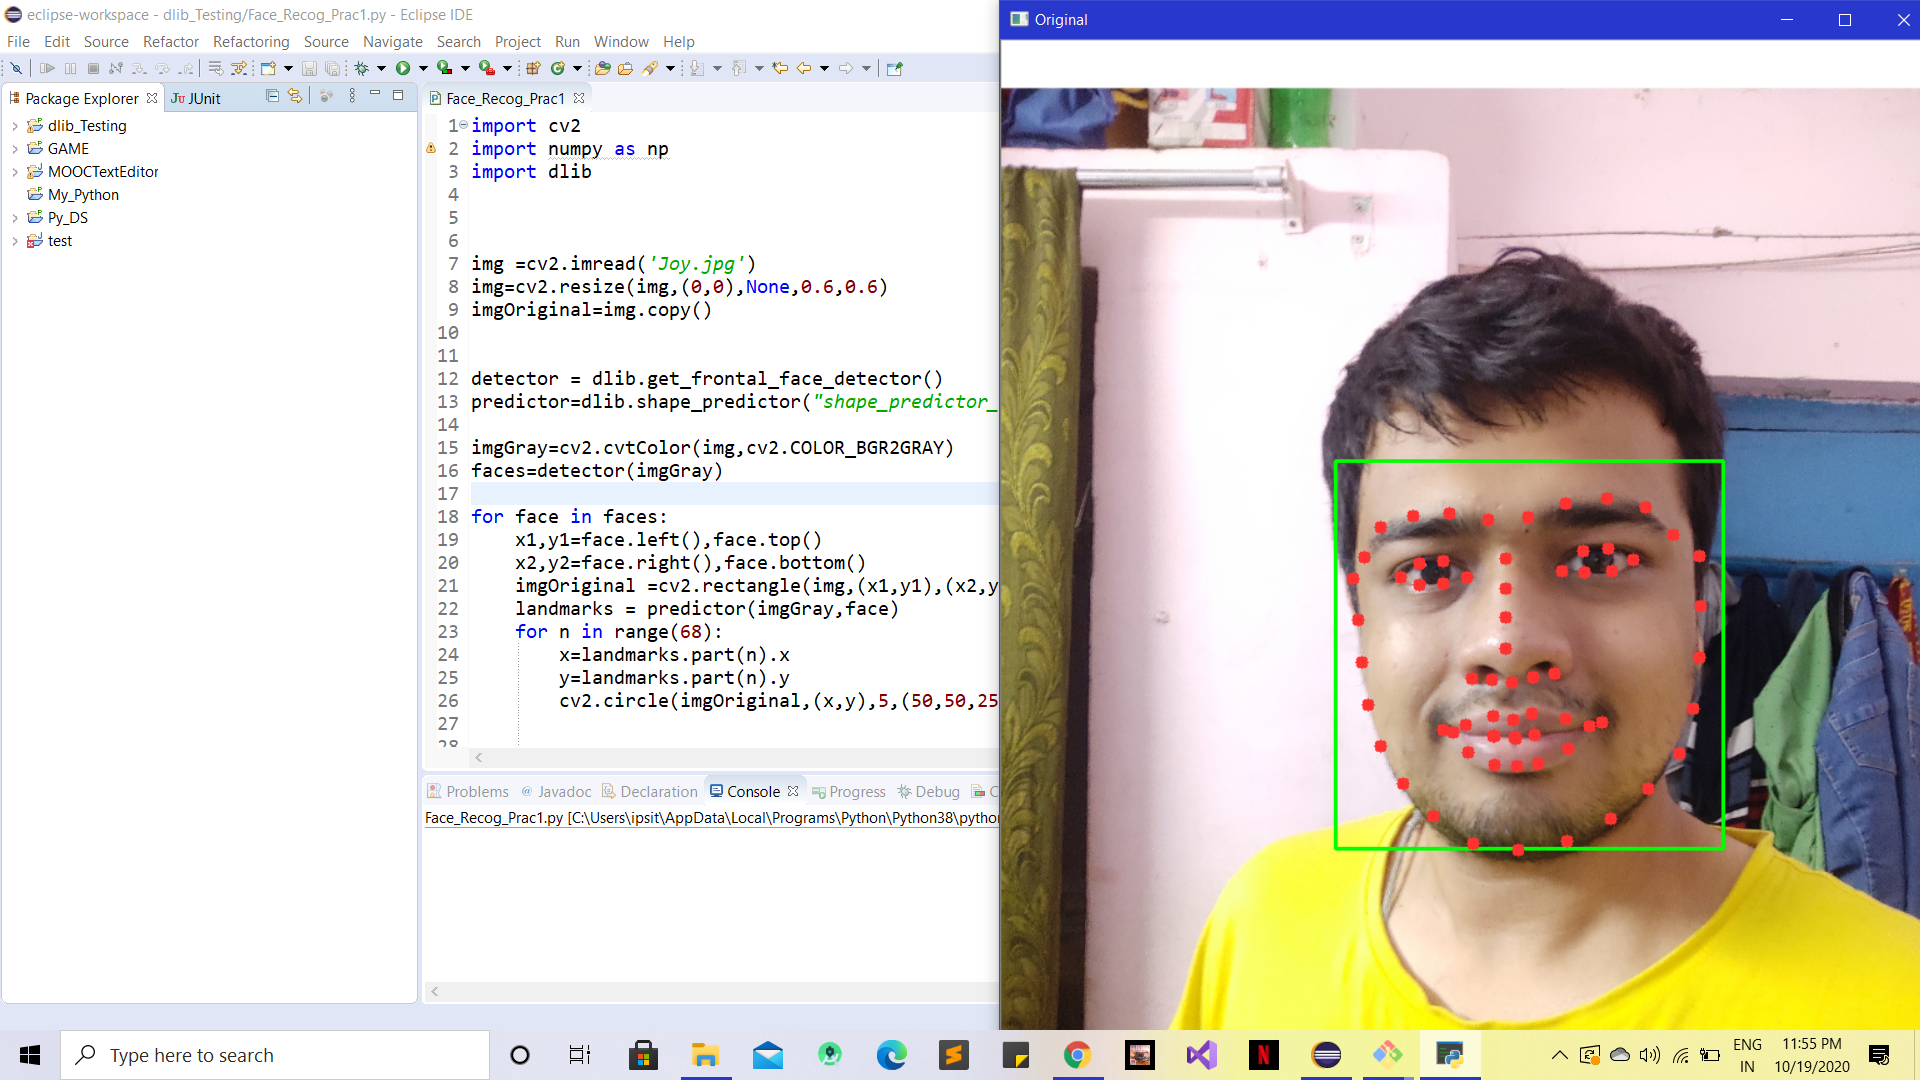 eclipse-workspace - dlib_Testing/Face_Recog_Prac1.py - Eclipse IDE
File Edit Source Refactor Refactoring Source Navigate Search Project Run Window Help
Package Explorer
JUnit
dlib_Testing
GAME
MOOCTextEditor
My_Python
Py_DS
test
Face_Recog_Prac1
1 import cv2
2 import numpy as np
3 import dlib
4
5
6
7 img =cv2.imread('Joy.jpg')
8 img=cv2.resize(img,(0,0),None,0.6,0.6)
9 imgOriginal=img.copy()
10
11
12 detector = dlib.get_frontal_face_detector()
13 predictor=dlib.shape_predictor("shape_predictor_
14
15 imgGray=cv2.cvtColor(img,cv2.COLOR_BGR2GRAY)
16 faces=detector(imgGray)
17
18 for face in faces:
19 x1,y1=face.left(),face.top()
20 x2,y2=face.right(),face.bottom()
21 imgOriginal =cv2.rectangle(img,(x1,y1),(x2,y
22 landmarks = predictor(imgGray,face)
23 for n in range(68):
24 x=landmarks.part(n).x
25 y=landmarks.part(n).y
26 cv2.circle(imgOriginal,(x,y),5,(50,50,25
27
28
Problems Javadoc Declaration Console Progress Debug C
Face_Recog_Prac1.py [C:\Users\ipsit\AppData\Local\Programs\Python\Python38\python
Original
Type here to search
ENG
IN
11:55 PM
10/19/2020